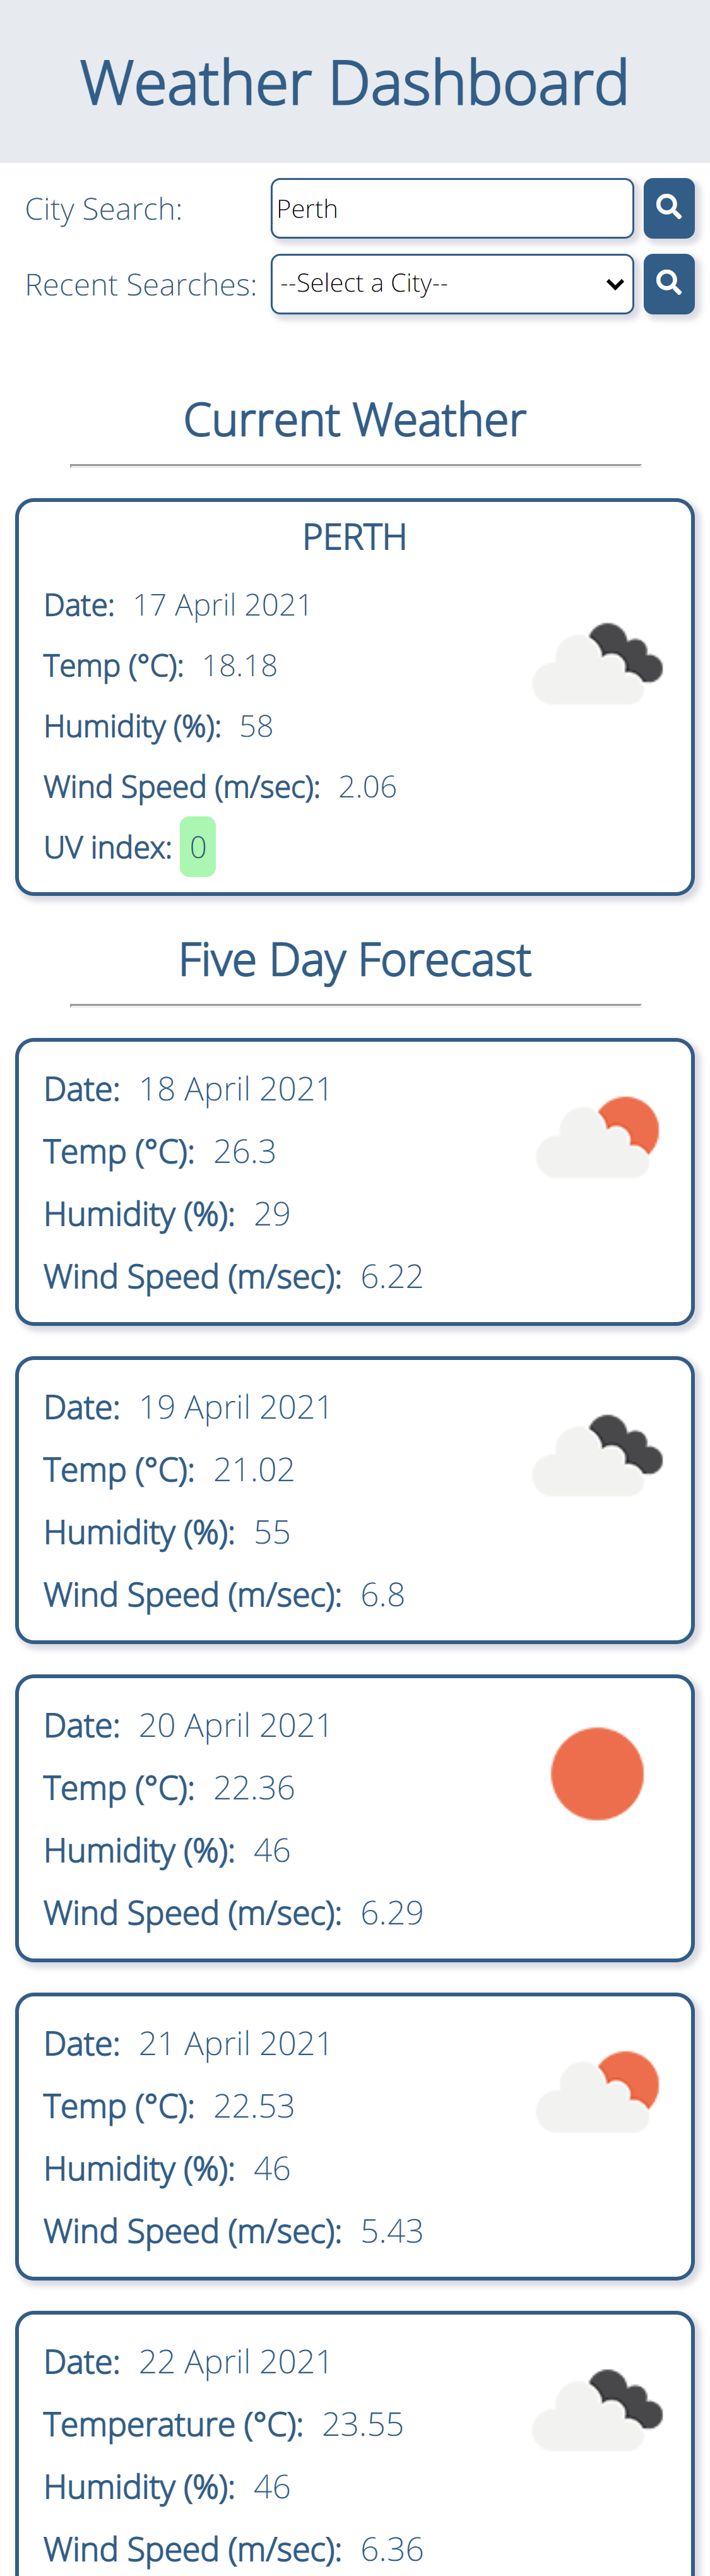 Weather Dashboard
City Search: Perth
Recent Searches: --Select a City--
Current Weather
PERTH
Date: 17 April 2021
Temp (°C): 18.18
Humidity (%): 58
Wind Speed (m/sec): 2.06
UV index: 0
Five Day Forecast
Date: 18 April 2021
Temp (°C): 26.3
Humidity (%): 29
Wind Speed (m/sec): 6.22
Date: 19 April 2021
Temp (°C): 21.02
Humidity (%): 55
Wind Speed (m/sec): 6.8
Date: 20 April 2021
Temp (°C): 22.36
Humidity (%): 46
Wind Speed (m/sec): 6.29
Date: 21 April 2021
Temp (°C): 22.53
Humidity (%): 46
Wind Speed (m/sec): 5.43
Date: 22 April 2021
Temperature (°C): 23.55
Humidity (%): 46
Wind Speed (m/sec): 6.36